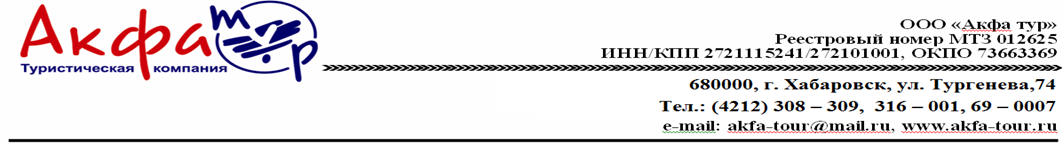 Акфа тур
Туристическая компания
ООО «Акфа тур»
Реестровый номер МТЗ 012625
ИНН/КПП 2721115241/272101001, ОКПО 73663369
680000, г. Хабаровск, ул. Тургенева,74
Тел.: (4212) 308 – 309, 316 – 001, 69 – 0007
e-mail: akfa-tour@mail.ru, www.akfa-tour.ru